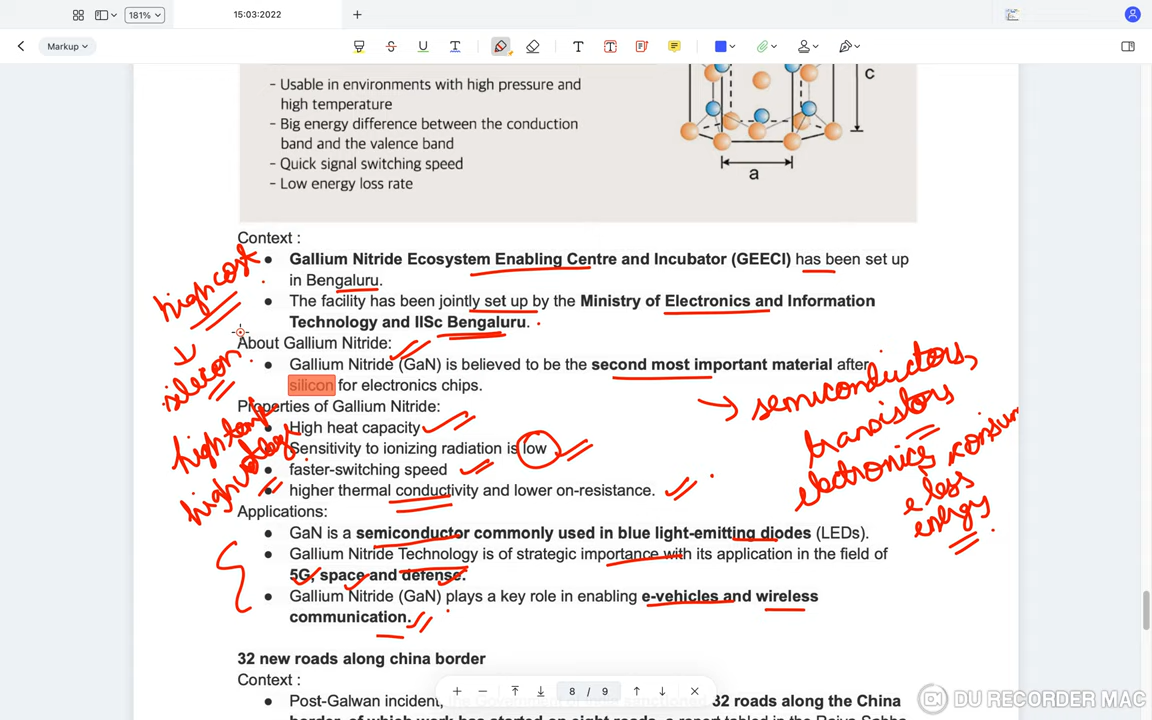 181%
15:03:2022
Markup
- Usable in environments with high pressure and
high temperature
- Big energy difference between the conduction
band and the valence band
- Quick signal switching speed
- Low energy loss rate
c
a
Context :
● Gallium Nitride Ecosystem Enabling Centre and Incubator (GEECI) has been set up
in Bengaluru.
● The facility has been jointly set up by the Ministry of Electronics and Information
Technology and IISc Bengaluru.
About Gallium Nitride:
● Gallium Nitride (GaN) is believed to be the second most important material after
silicon for electronics chips.
Properties of Gallium Nitride:
● High heat capacity
● Sensitivity to ionizing radiation is low
● faster-switching speed
● higher thermal conductivity and lower on-resistance.
Applications:
● GaN is a semiconductor commonly used in blue light-emitting diodes (LEDs).
● Gallium Nitride Technology is of strategic importance with its application in the field of
5G, space and defense.
● Gallium Nitride (GaN) plays a key role in enabling e-vehicles and wireless
communication.
high cost
silicon
high temp
high voltage
semiconductors,
transistors
electronics consum
e less
energy
32 new roads along china border
Context :
● Post-Galwan incident, 32 roads along the China
8 / 9
DU RECORDER MAC